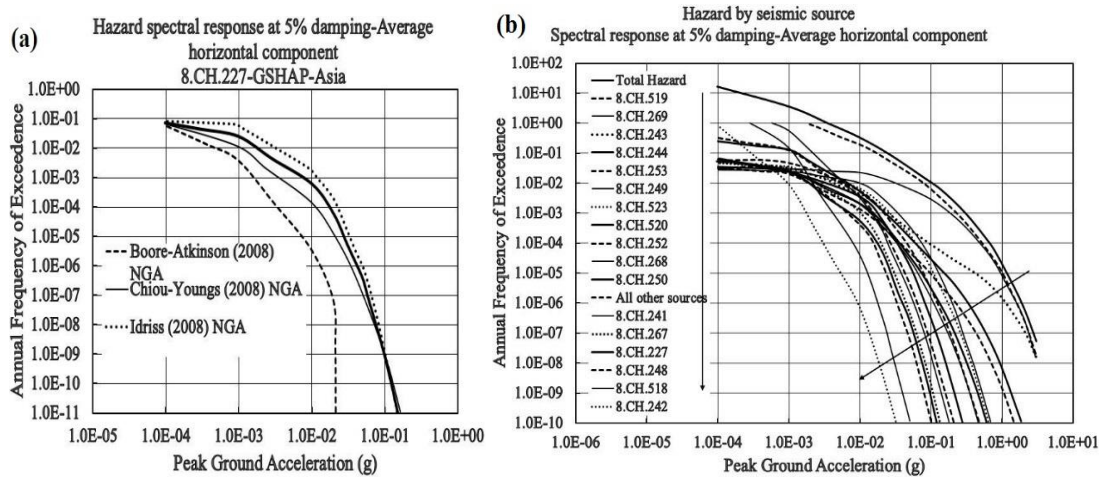 (a)
Hazard spectral response at 5% damping-Average
horizontal component
8.CH.227-GSHAP-Asia
Annual Frequency of Exceedence
1.0E+00
1.0E-01
1.0E-02
1.0E-03
1.0E-04
1.0E-05
1.0E-06
1.0E-07
1.0E-08
1.0E-09
1.0E-10
1.0E-11
Boore-Atkinson (2008)
NGA
Chiou-Youngs (2008) NGA
Idriss (2008) NGA
1.0E-05 1.0E-04 1.0E-03 1.0E-02 1.0E-01 1.0E+00
Peak Ground Acceleration (g)
(b)
Hazard by seismic source
Spectral response at 5% damping-Average horizontal component
Annual Frequency of Exceedence
1.0E+02
1.0E+01
1.0E+00
1.0E-01
1.0E-02
1.0E-03
1.0E-04
1.0E-05
1.0E-06
1.0E-07
1.0E-08
1.0E-09
1.0E-10
Total Hazard
8.CH.519
8.CH.269
8.CH.243
8.CH.244
8.CH.253
8.CH.249
8.CH.523
8.CH.520
8.CH.252
8.CH.268
8.CH.250
All other sources
8.CH.241
8.CH.267
8.CH.227
8.CH.248
8.CH.518
8.CH.242
1.0E-06 1.0E-05 1.0E-04 1.0E-03 1.0E-02 1.0E-01 1.0E+00 1.0E+01
Peak Ground Acceleration (g)